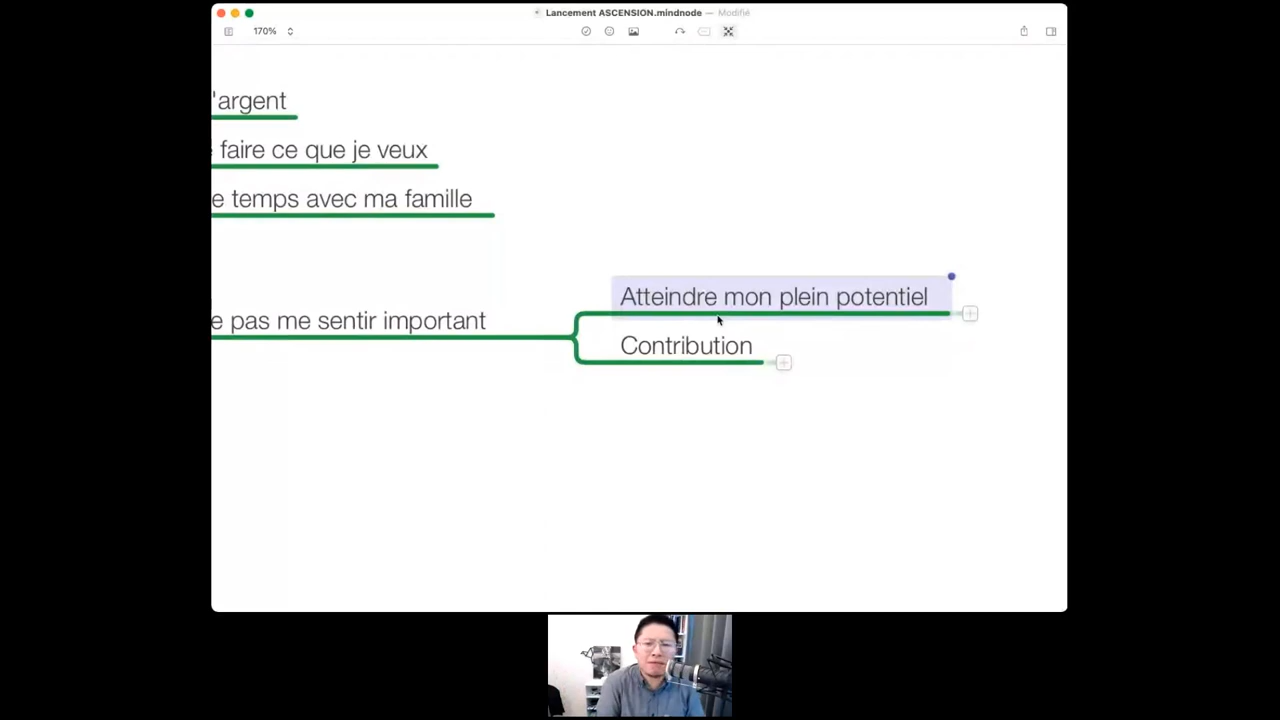 Lancement ASCENSION.mindnode — Modifié
170%
'argent
faire ce que je veux
e temps avec ma famille
Atteindre mon plein potentiel
e pas me sentir important
Contribution